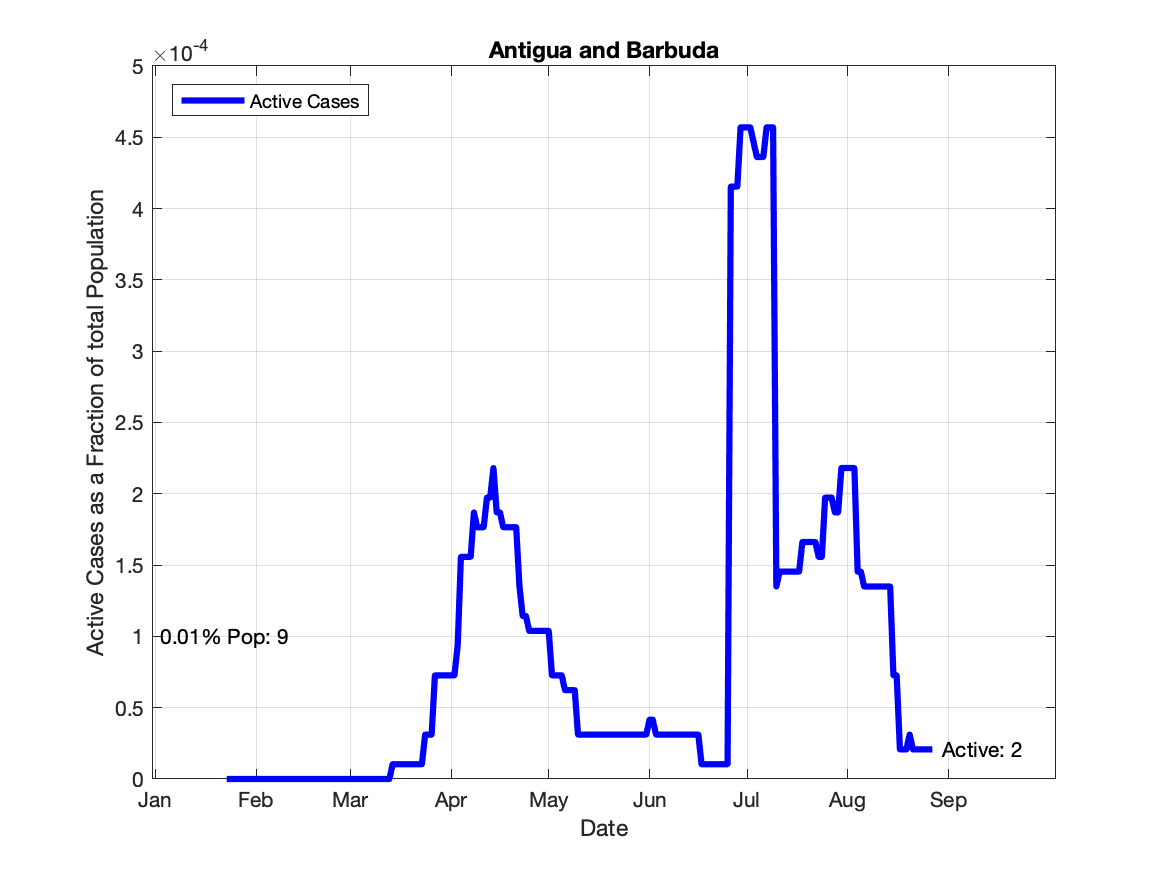 Antigua and Barbuda
×10-4
Active Cases
5
4.5
4
3.5
3
2.5
2
1.5
1
0.5
0
Active Cases as a Fraction of total Population
0.01% Pop: 9
Active: 2
Jan Feb Mar Apr May Jun Jul Aug Sep
Date